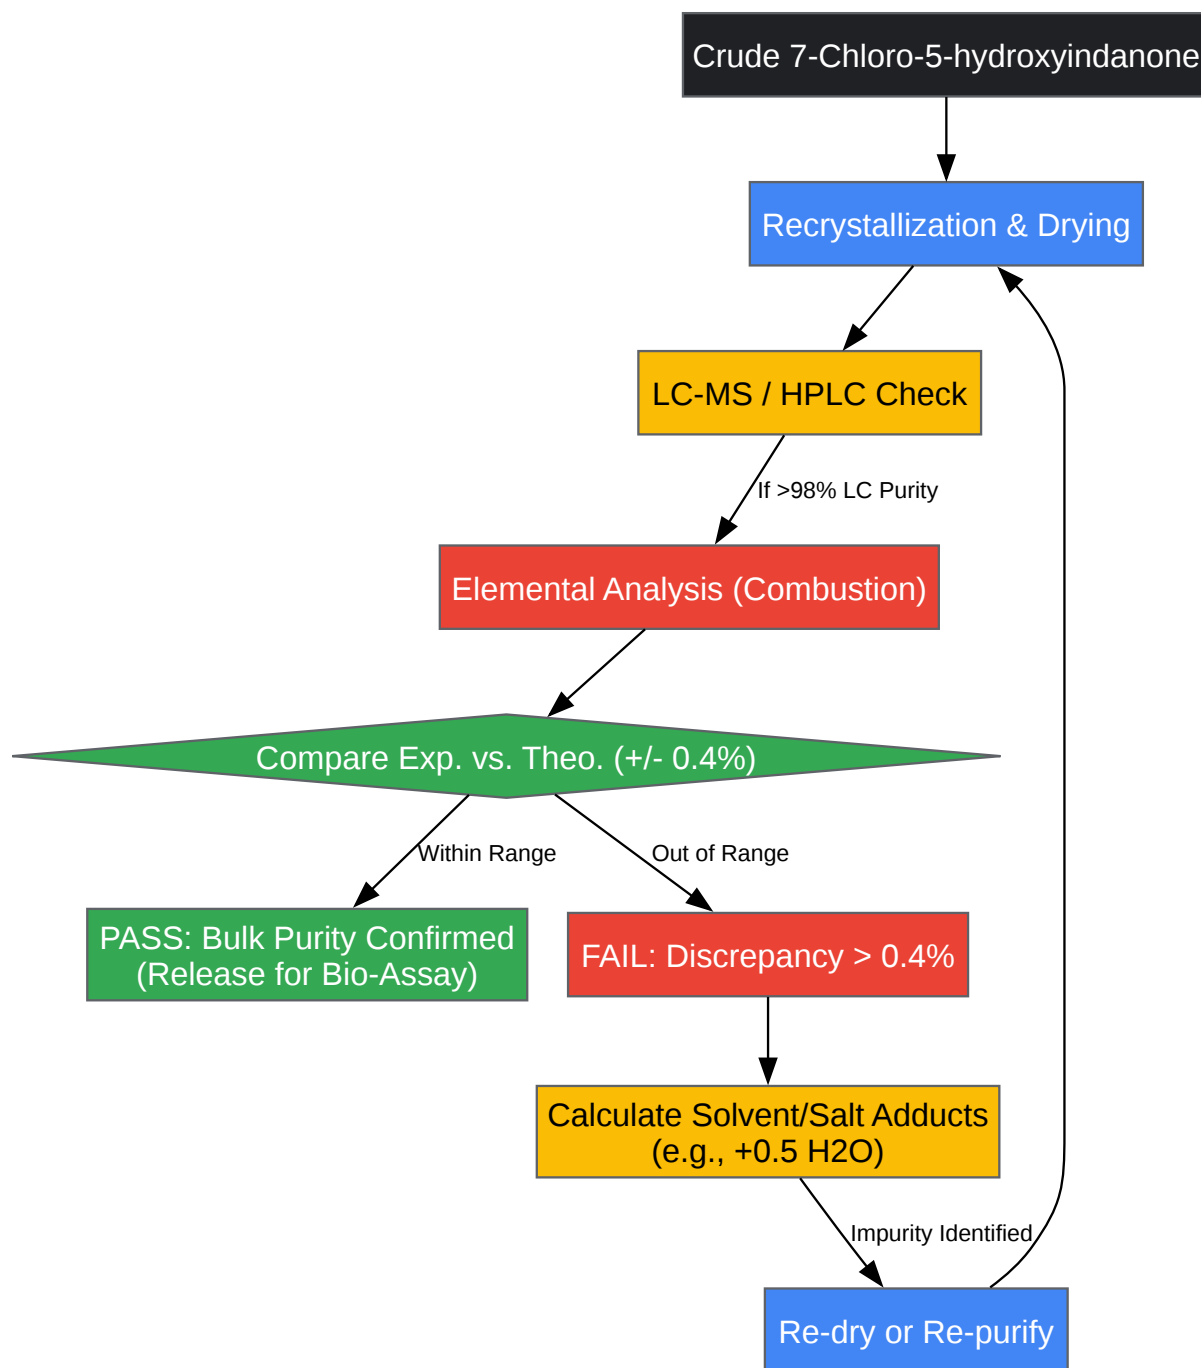 Crude 7-Chloro-5-hydroxyindanone
Recrystallization & Drying
LC-MS / HPLC Check
If >98% LC Purity
Elemental Analysis (Combustion)
Compare Exp. vs. Theo. (+/- 0.4%)
Within Range
Out of Range
PASS: Bulk Purity Confirmed
(Release for Bio-Assay)
FAIL: Discrepancy > 0.4%
Calculate Solvent/Salt Adducts
(e.g., +0.5 H2O)
Impurity Identified
Re-dry or Re-purify